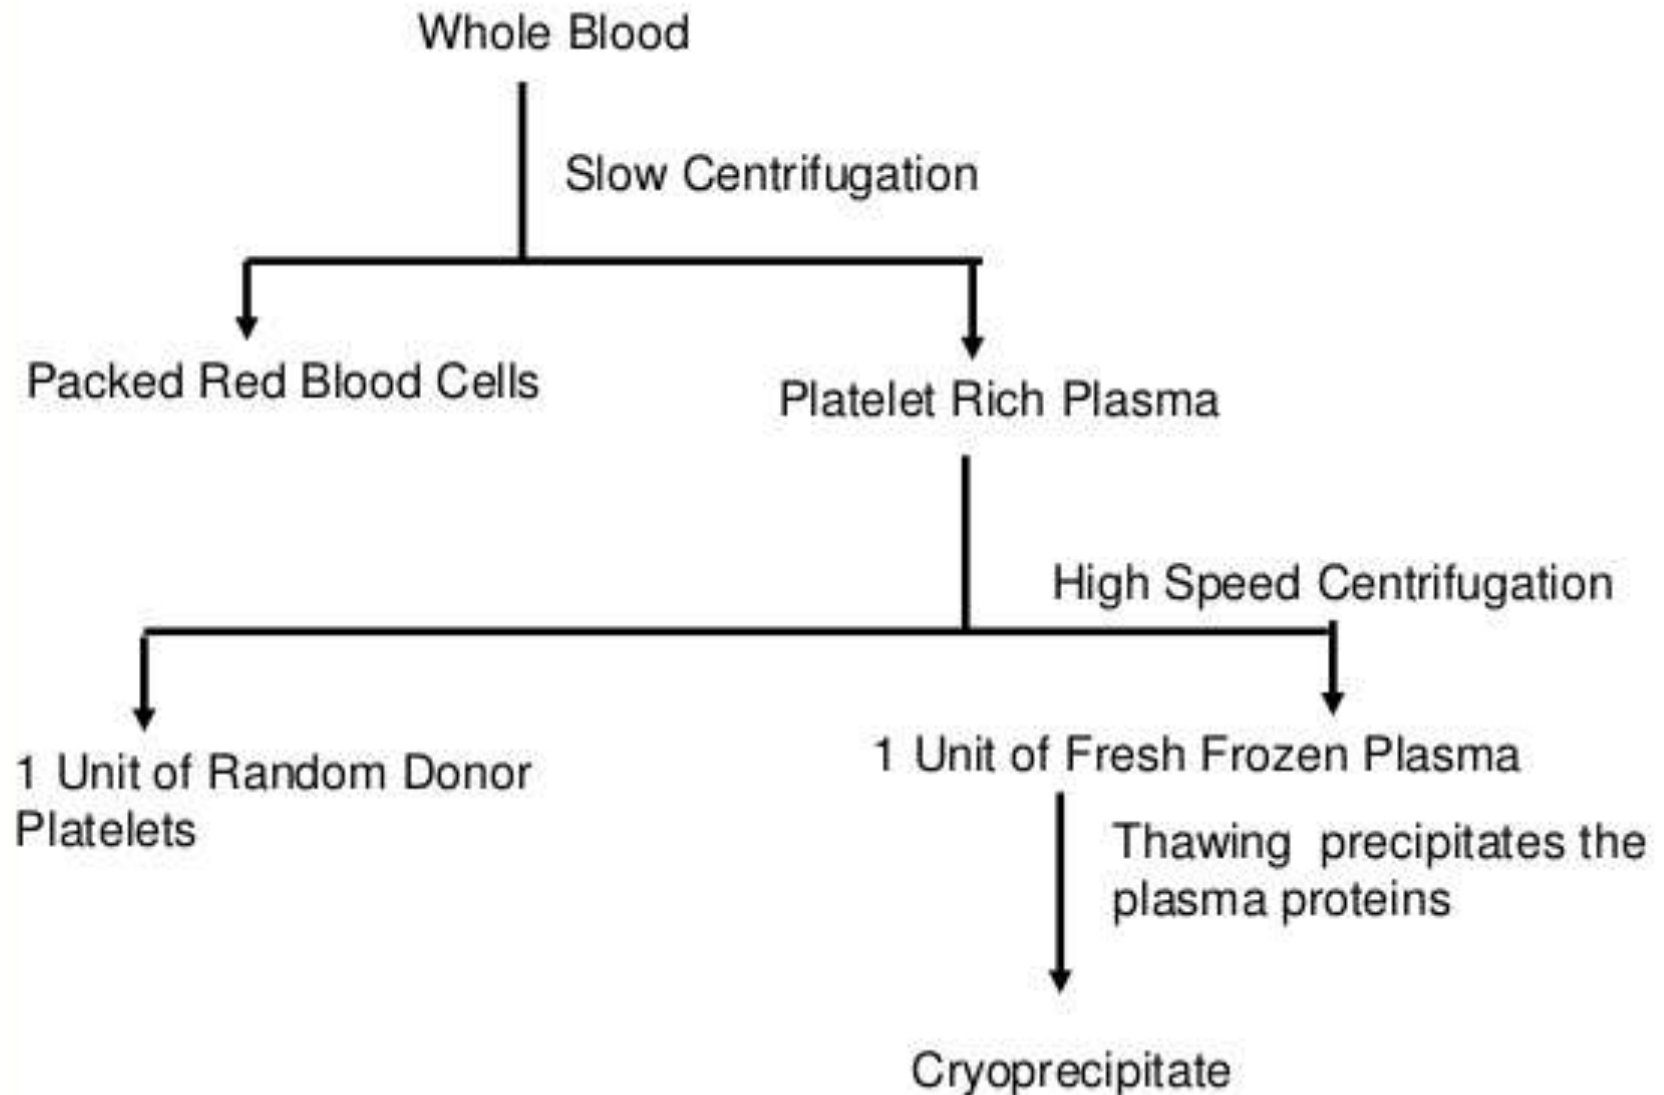 Whole Blood
Slow Centrifugation
Packed Red Blood Cells
Platelet Rich Plasma
High Speed Centrifugation
1 Unit of Random Donor
Platelets
1 Unit of Fresh Frozen Plasma
Thawing precipitates the
plasma proteins
Cryoprecipitate